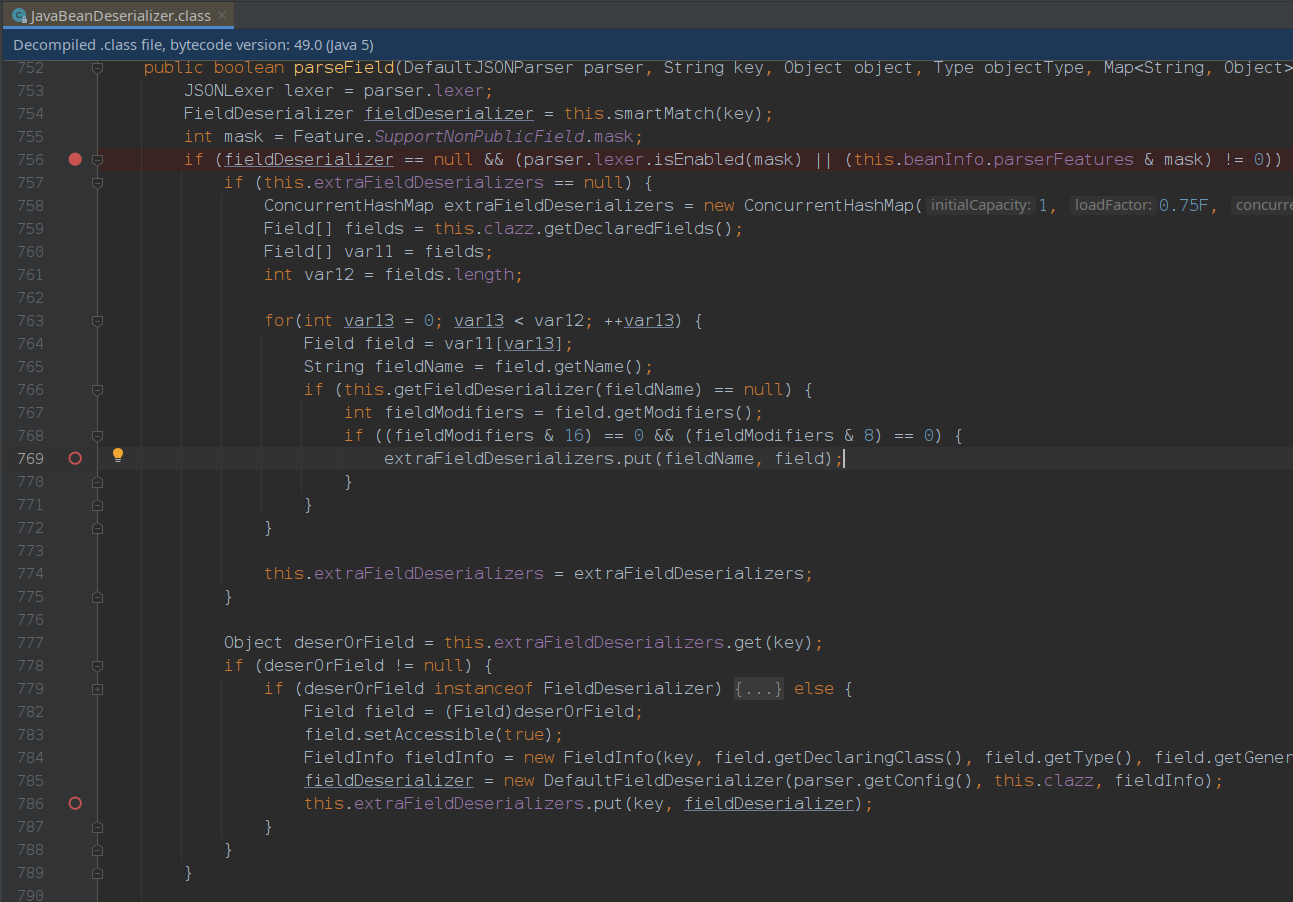 JavaBeanDeserializer.class ×
Decompiled .class file, bytecode version: 49.0 (Java 5)
752 public boolean parseField(DefaultJSONParser parser, String key, Object object, Type objectType, Map<String, Object>
753 JSONLexer lexer = parser.lexer;
754 FieldDeserializer fieldDeserializer = this.smartMatch(key);
755 int mask = Feature.SupportNonPublicField.mask;
756 if (fieldDeserializer == null && (parser.lexer.isEnabled(mask) || (this.beanInfo.parserFeatures & mask) != 0))
757 if (this.extraFieldDeserializers == null) {
758 ConcurrentHashMap extraFieldDeserializers = new ConcurrentHashMap( initialCapacity: 1, loadFactor: 0.75F,
759 Field[] fields = this.clazz.getDeclaredFields();
760 Field[] var11 = fields;
761 int var12 = fields.length;
762
763 for(int var13 = 0; var13 < var12; ++var13) {
764 Field field = var11[var13];
765 String fieldName = field.getName();
766 if (this.getFieldDeserializer(fieldName) == null) {
767 int fieldModifiers = field.getModifiers();
768 if ((fieldModifiers & 16) == 0 && (fieldModifiers & 8) == 0) {
769 extraFieldDeserializers.put(fieldName, field);
770 }
771 }
772 }
773
774 this.extraFieldDeserializers = extraFieldDeserializers;
775 }
776
777 Object deserOrField = this.extraFieldDeserializers.get(key);
778 if (deserOrField != null) {
779 if (deserOrField instanceof FieldDeserializer) {...} else {
782 Field field = (Field)deserOrField;
783 field.setAccessible(true);
784 FieldInfo fieldInfo = new FieldInfo(key, field.getDeclaringClass(), field.getType(), field.getGener
785 fieldDeserializer = new DefaultFieldDeserializer(parser.getConfig(), this.clazz, fieldInfo);
786 this.extraFieldDeserializers.put(key, fieldDeserializer);
787 }
788 }
789 }
790